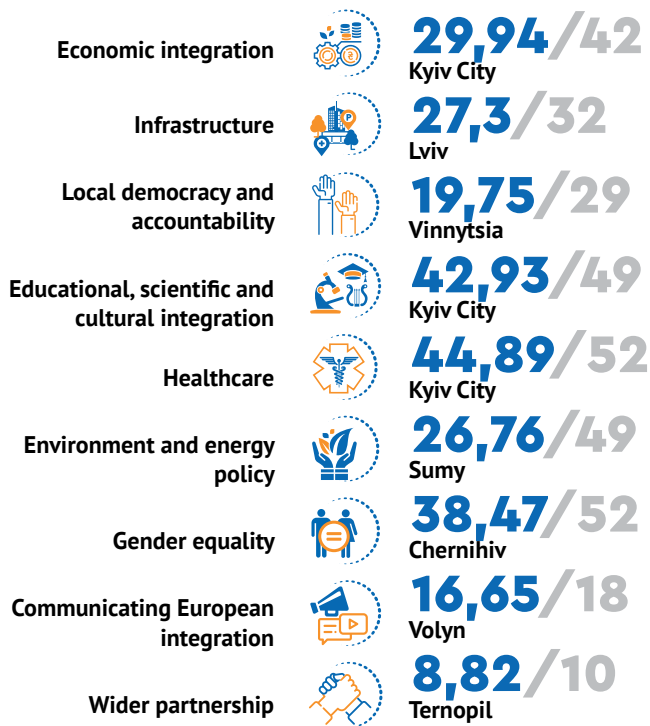 Economic integration
29,94/42
Kyiv City
Infrastructure
P
27,3/32
Lviv
Local democracy and
accountability
19,75/29
Vinnytsia
Educational, scientific and
cultural integration
42,93/49
Kyiv City
Healthcare
44,89/52
Kyiv City
Environment and energy
policy
26,76/49
Sumy
Gender equality
38,47/52
Chernihiv
Communicating European
integration
16,65/18
Volyn
Wider partnership
8,82/10
Ternopil